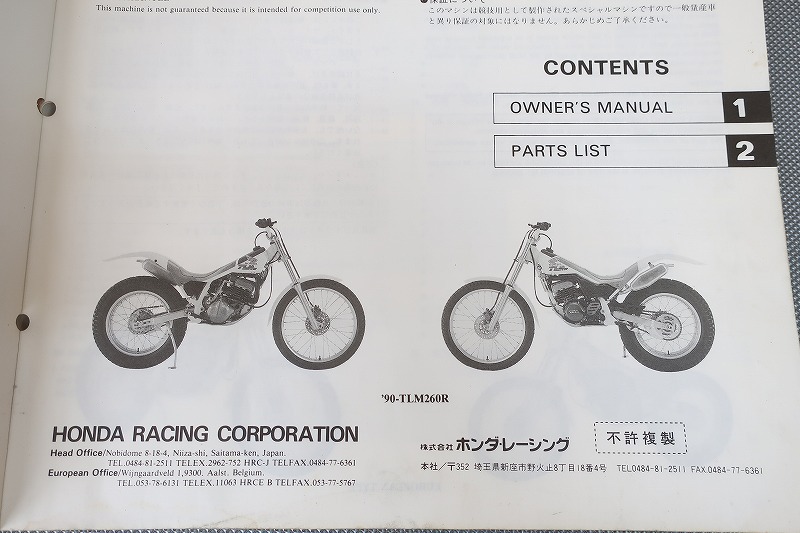 This machine is not guaranteed because it is intended for competition use only.
●保証について
このマシンは競技用として製作されたスペシャルマシンですので一般量産車
と異り保証の対象にはなりません。あらかじめご了承ください。
CONTENTS
OWNER'S MANUAL 1
PARTS LIST 2
'90-TLM260R
HONDA RACING CORPORATION
Head Office/Nobidome 8-18-4, Niiza-shi, Saitama-ken, Japan.
TEL.0484-81-2511 TELEX.2962-752 HRC-J TELFAX.0484-77-6361
European Office/Wijngaardveld 1,9300, Aalst. Belgium.
TEL.053-78-6131 TELEX.11063 HRCE B TELFAX.053-77-5767
株式会社 ホンダ・レーシング
不許複製
本社/〒352 埼玉県新座市野火止8丁目18番4号 TEL0484-81-2511 FAX.0484-77-6361